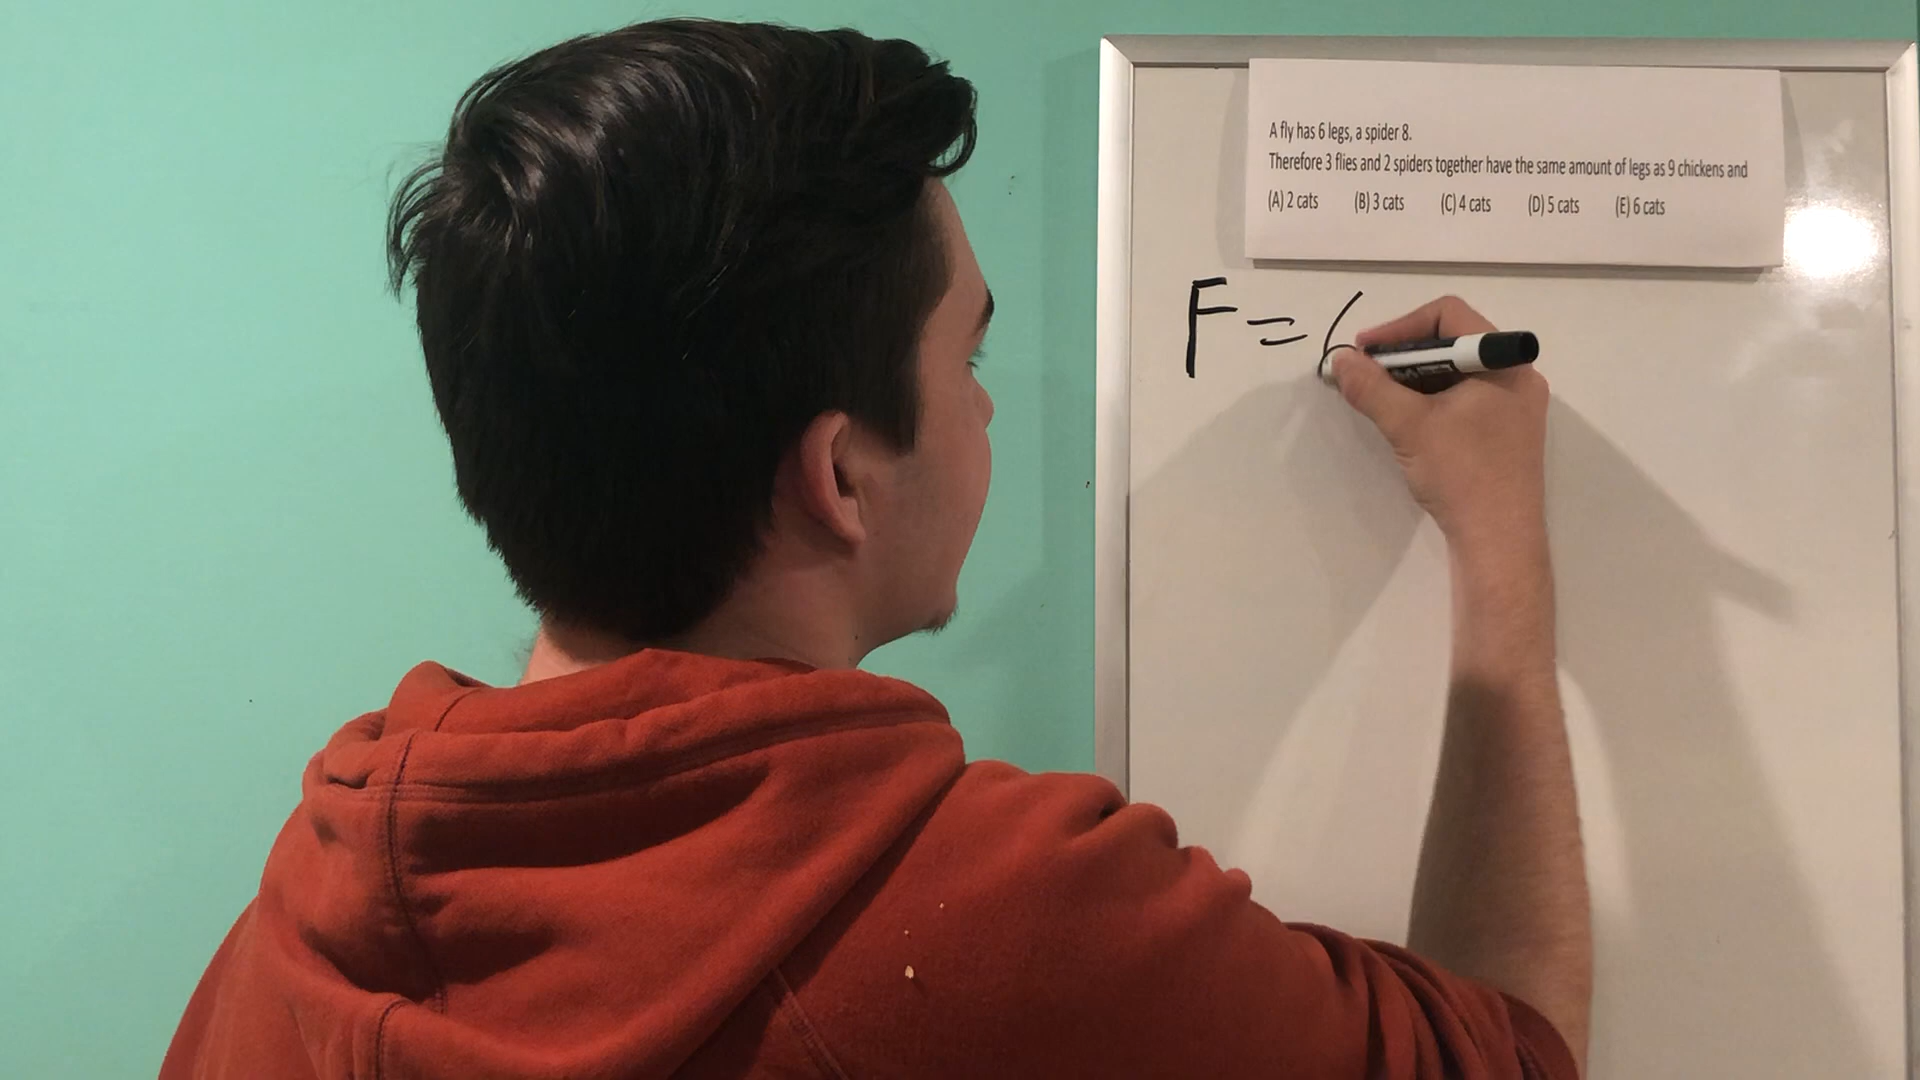 A fly has 6 legs, a spider 8.
Therefore 3 flies and 2 spiders together have the same amount of legs as 9 chickens and
(A) 2 cats (B) 3 cats (C) 4 cats (D) 5 cats (E) 6 cats
F = 6